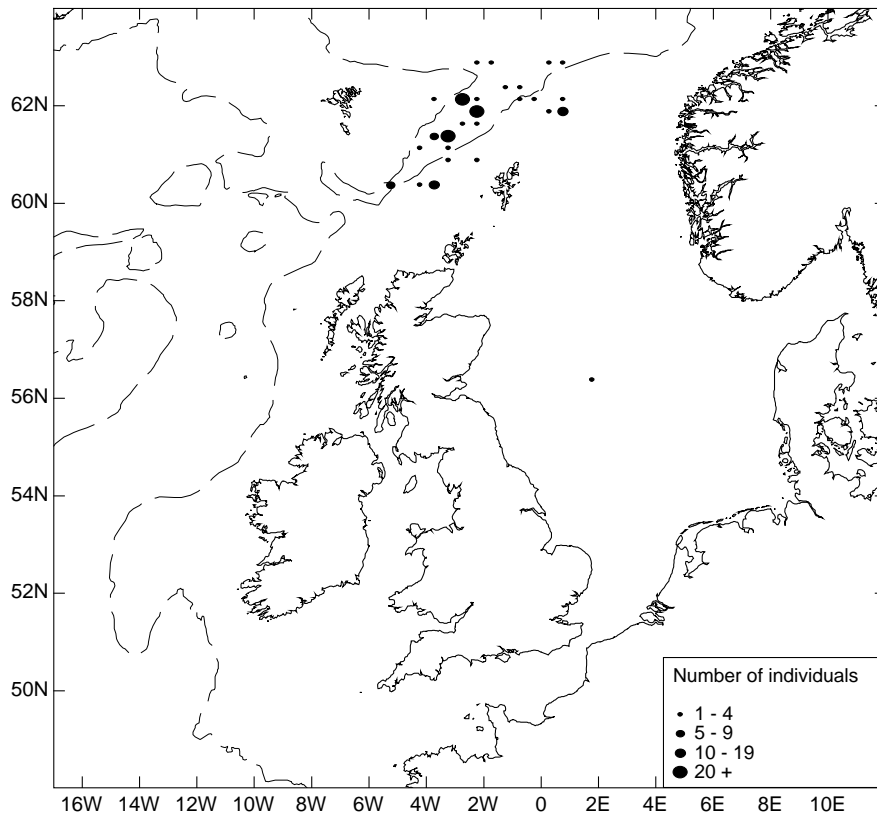 62N
60N
58N
56N
54N
52N
50N
Number of individuals
1 - 4
5 - 9
10 - 19
20 +
16W 14W 12W 10W 8W 6W 4W 2W 0 2E 4E 6E 8E 10E